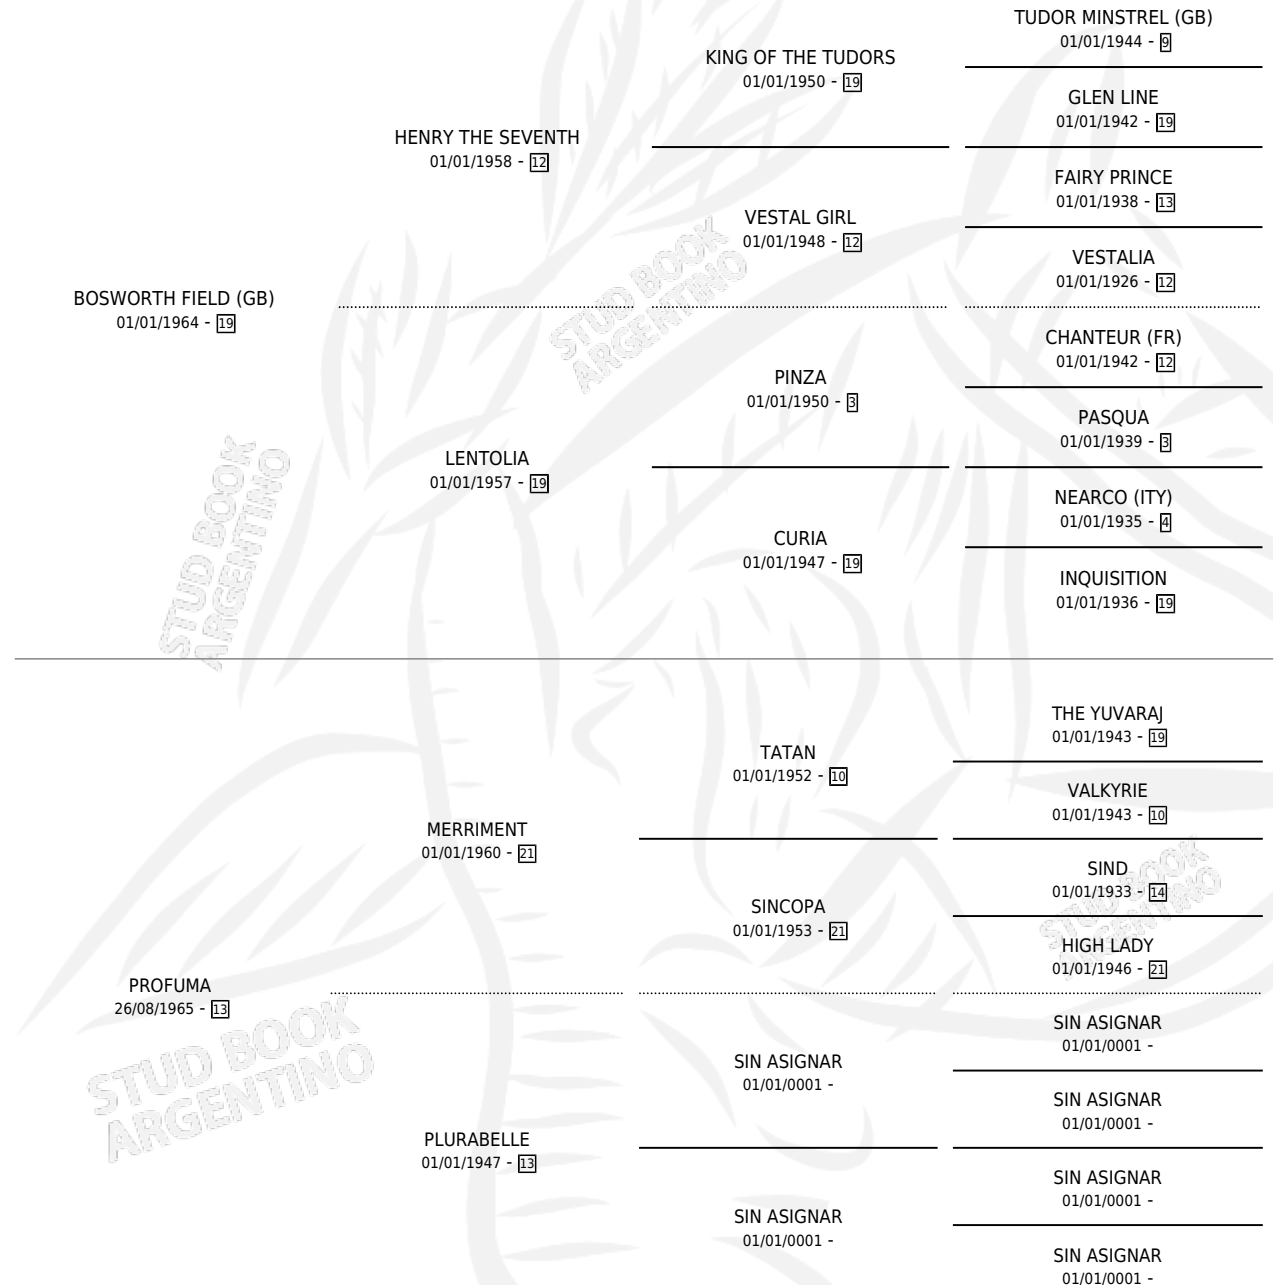 TUDOR MINSTREL (GB)
01/01/1944 - 9
KING OF THE TUDORS
01/01/1950 - 19
GLEN LINE
01/01/1942 - 19
HENRY THE SEVENTH
01/01/1958 - 12
FAIRY PRINCE
01/01/1938 - 13
VESTAL GIRL
01/01/1948 - 12
VESTALIA
01/01/1926 - 12
BOSWORTH FIELD (GB)
01/01/1964 - 19
CHANTEUR (FR)
01/01/1942 - 12
PINZA
01/01/1950 - 3
PASQUA
01/01/1939 - 3
LENTOLIA
01/01/1957 - 19
NEARCO (ITY)
01/01/1935 - 4
CURIA
01/01/1947 - 19
INQUISITION
01/01/1936 - 19
THE YUVARAJ
01/01/1943 - 19
TATAN
01/01/1952 - 10
VALKYRIE
01/01/1943 - 10
MERRIMENT
01/01/1960 - 21
SIND
01/01/1933 - 14
SINCOPA
01/01/1953 - 21
HIGH LADY
01/01/1946 - 21
PROFUMA
26/08/1965 - 13
SIN ASIGNAR
01/01/0001 -
SIN ASIGNAR
01/01/0001 -
SIN ASIGNAR
01/01/0001 -
PLURABELLE
01/01/1947 - 13
SIN ASIGNAR
01/01/0001 -
SIN ASIGNAR
01/01/0001 -
SIN ASIGNAR
01/01/0001 -
STUD BOOK
ARGENTINO
STUD BOOK
ARGENTINO
STUD BOOK
ARGENTINO
STUD BOOK
ARGENTINO